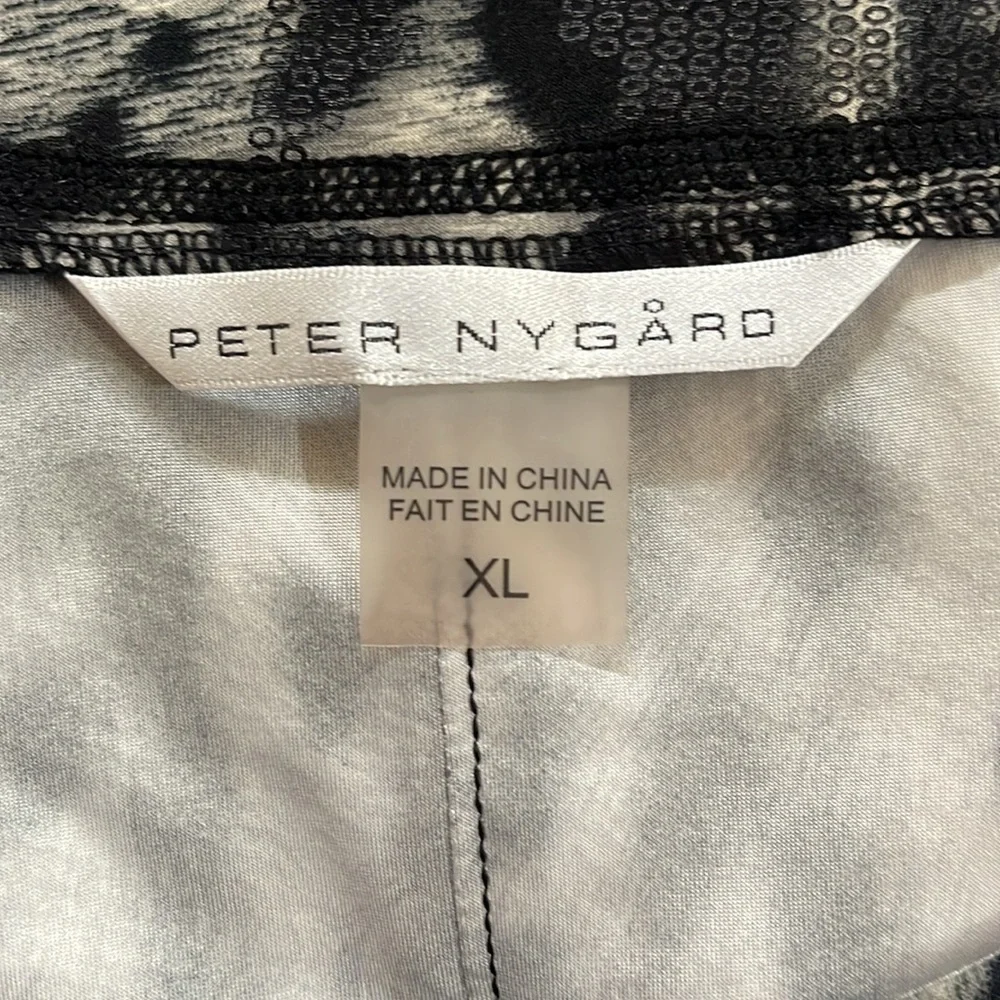 PETER NYGÅRD
MADE IN CHINA
FAIT EN CHINE
XL